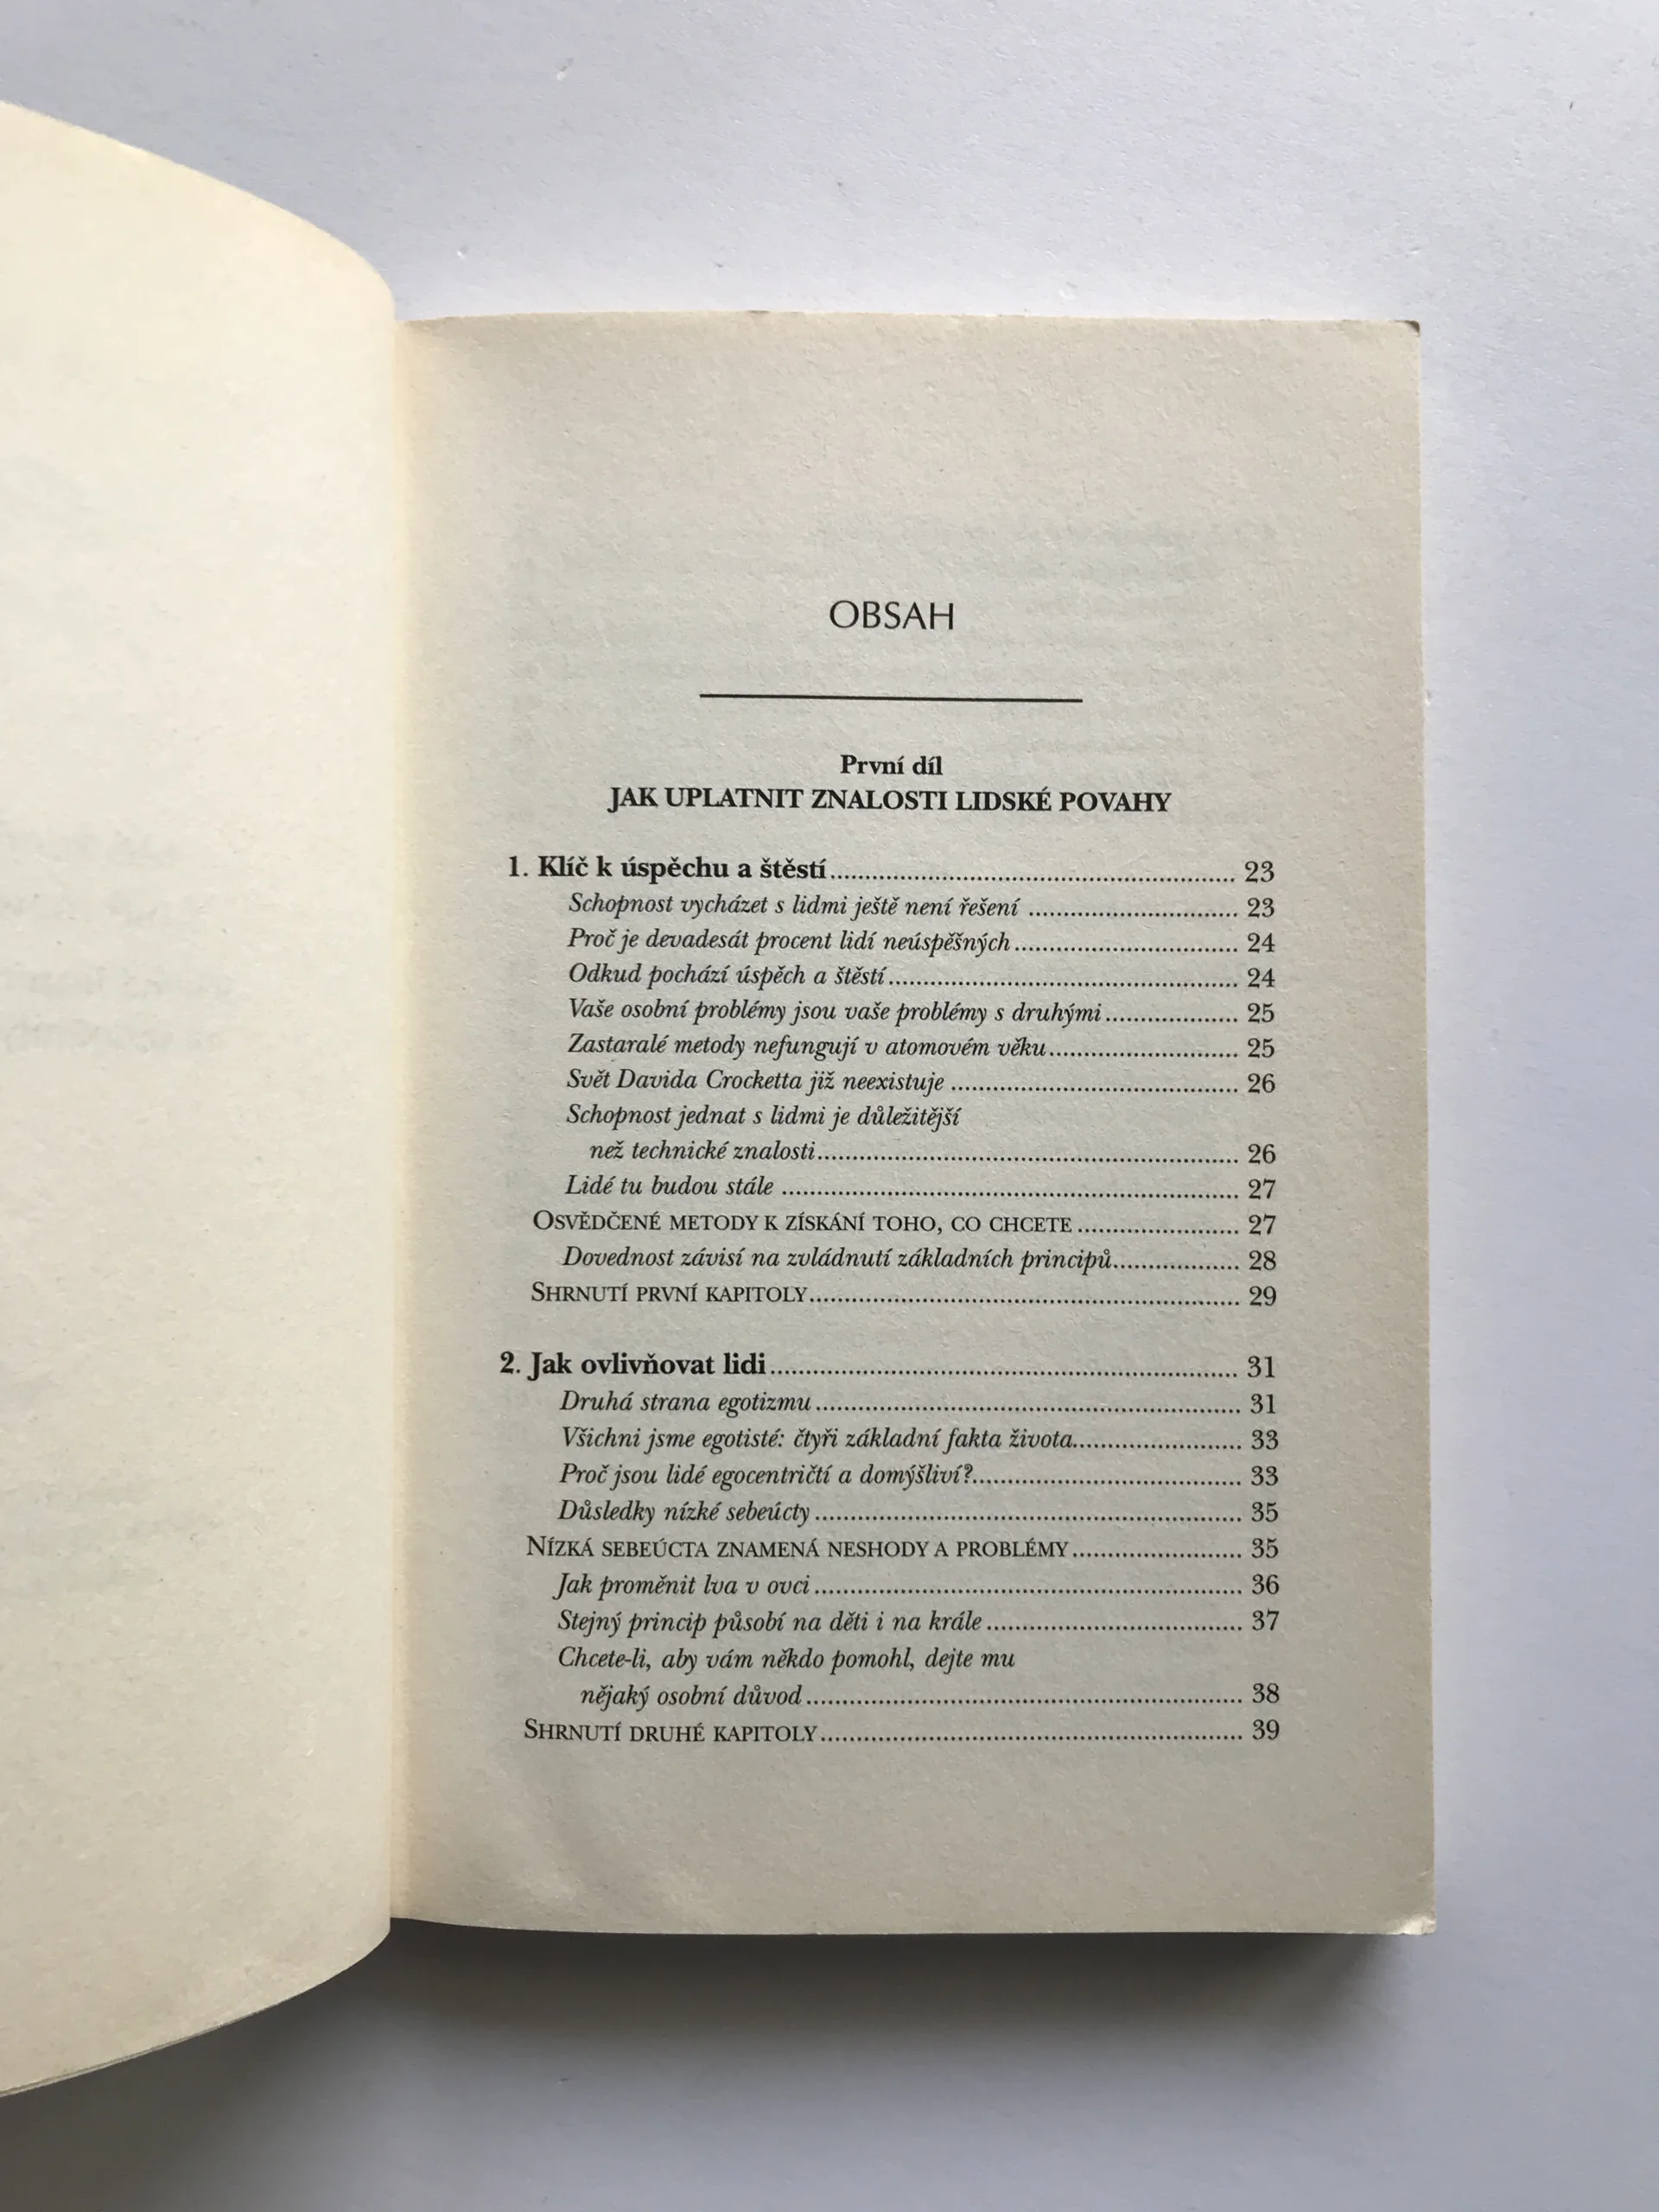 OBSAH
První díl
JAK UPLATNIT ZNALOSTI LIDSKÉ POVAHY
1. Klíč k úspěchu a štěstí .......... 23
Schopnost vycházet s lidmi ještě není řešení .......... 23
Proč je devadesát procent lidí neúspěšných .......... 24
Odkud pochází úspěch a štěstí .......... 24
Vaše osobní problémy jsou vaše problémy s druhými .......... 25
Zastaralé metody nefungují v atomovém věku .......... 25
Svět Davida Crocketta již neexistuje .......... 26
Schopnost jednat s lidmi je důležitější
než technické znalosti .......... 26
Lidé tu budou stále .......... 27
OSVĚDČENÉ METODY K ZÍSKÁNÍ TOHO, CO CHCETE .......... 27
Dovednost závisí na zvládnutí základních principů .......... 28
SHRNUTÍ PRVNÍ KAPITOLY .......... 29
2. Jak ovlivňovat lidi .......... 31
Druhá strana egotizmu .......... 31
Všichni jsme egotisté: čtyři základní fakta života .......... 33
Proč jsou lidé egocentričtí a domýšliví? .......... 33
Důsledky nízké sebeúcty .......... 35
NÍZKÁ SEBEÚCTA ZNAMENÁ NESHODY A PROBLÉMY .......... 35
Jak proměnit lva v ovci .......... 36
Stejný princip působí na děti i na krále .......... 37
Chcete-li, aby vám někdo pomohl, dejte mu
nějaký osobní důvod .......... 38
SHRNUTÍ DRUHÉ KAPITOLY .......... 39